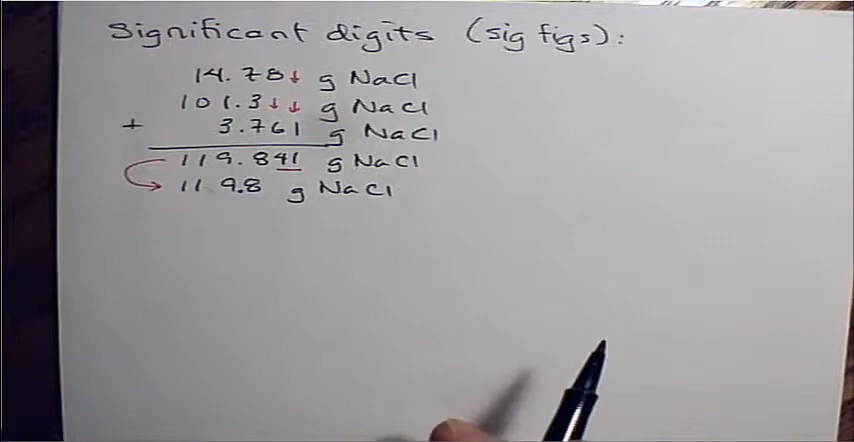 Significant digits (sig figs):
14.78↓ g NaCl
101.3↓↓ g NaCl
+ 3.761 g NaCl
119.841 g NaCl
119.8 g NaCl